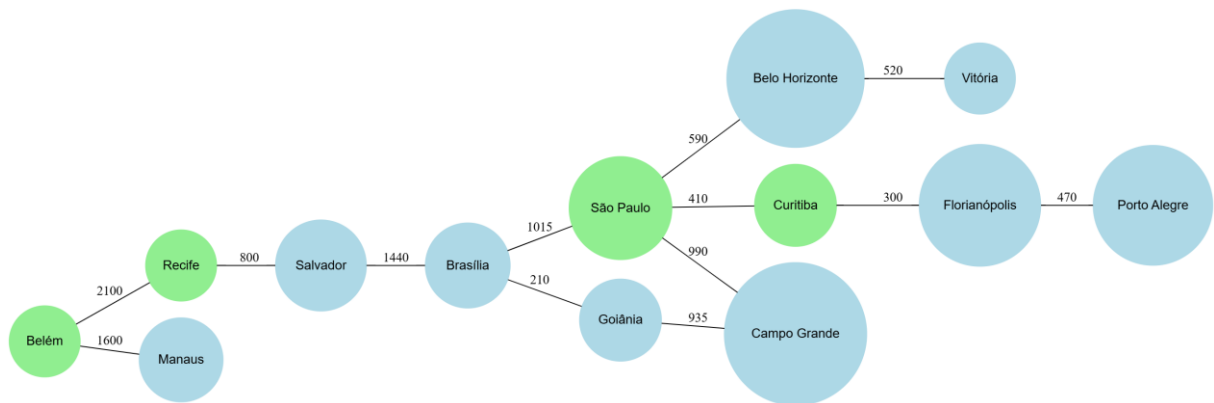 Belo Horizonte
520
Vitória
590
São Paulo
410
Curitiba
300
Florianópolis
470
Porto Alegre
1015
990
Recife
800
Salvador
1440
Brasília
2100
210
Goiânia
935
Campo Grande
Belém
1600
Manaus